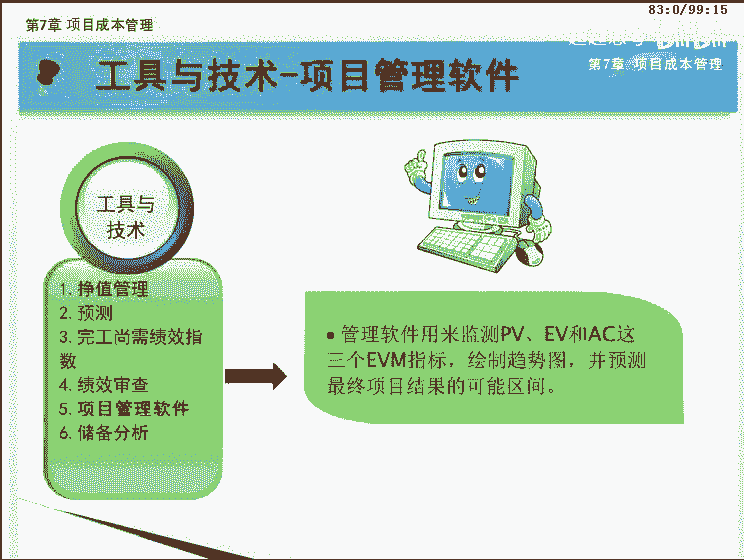 83:0/99:15
第7章 项目成本管理
工具与技术-项目管理软件
第7章 项目成本管理
工具与
技术
1. 挣值管理
2. 预测
3. 完工尚需绩效指
数
4. 绩效审查
5. 项目管理软件
6. 储备分析
• 管理软件用来监测PV、EV和AC这
三个EVM指标，绘制趋势图，并预测
最终项目结果的可能区间。